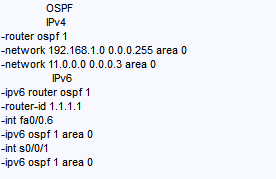 OSPF
IPv4
-router ospf 1
-network 192.168.1.0 0.0.0.255 area 0
-network 11.0.0.0 0.0.0.3 area 0
IPv6
-ipv6 router ospf 1
-router-id 1.1.1.1
-int fa0/0.6
-ipv6 ospf 1 area 0
-int s0/0/1
-ipv6 ospf 1 area 0